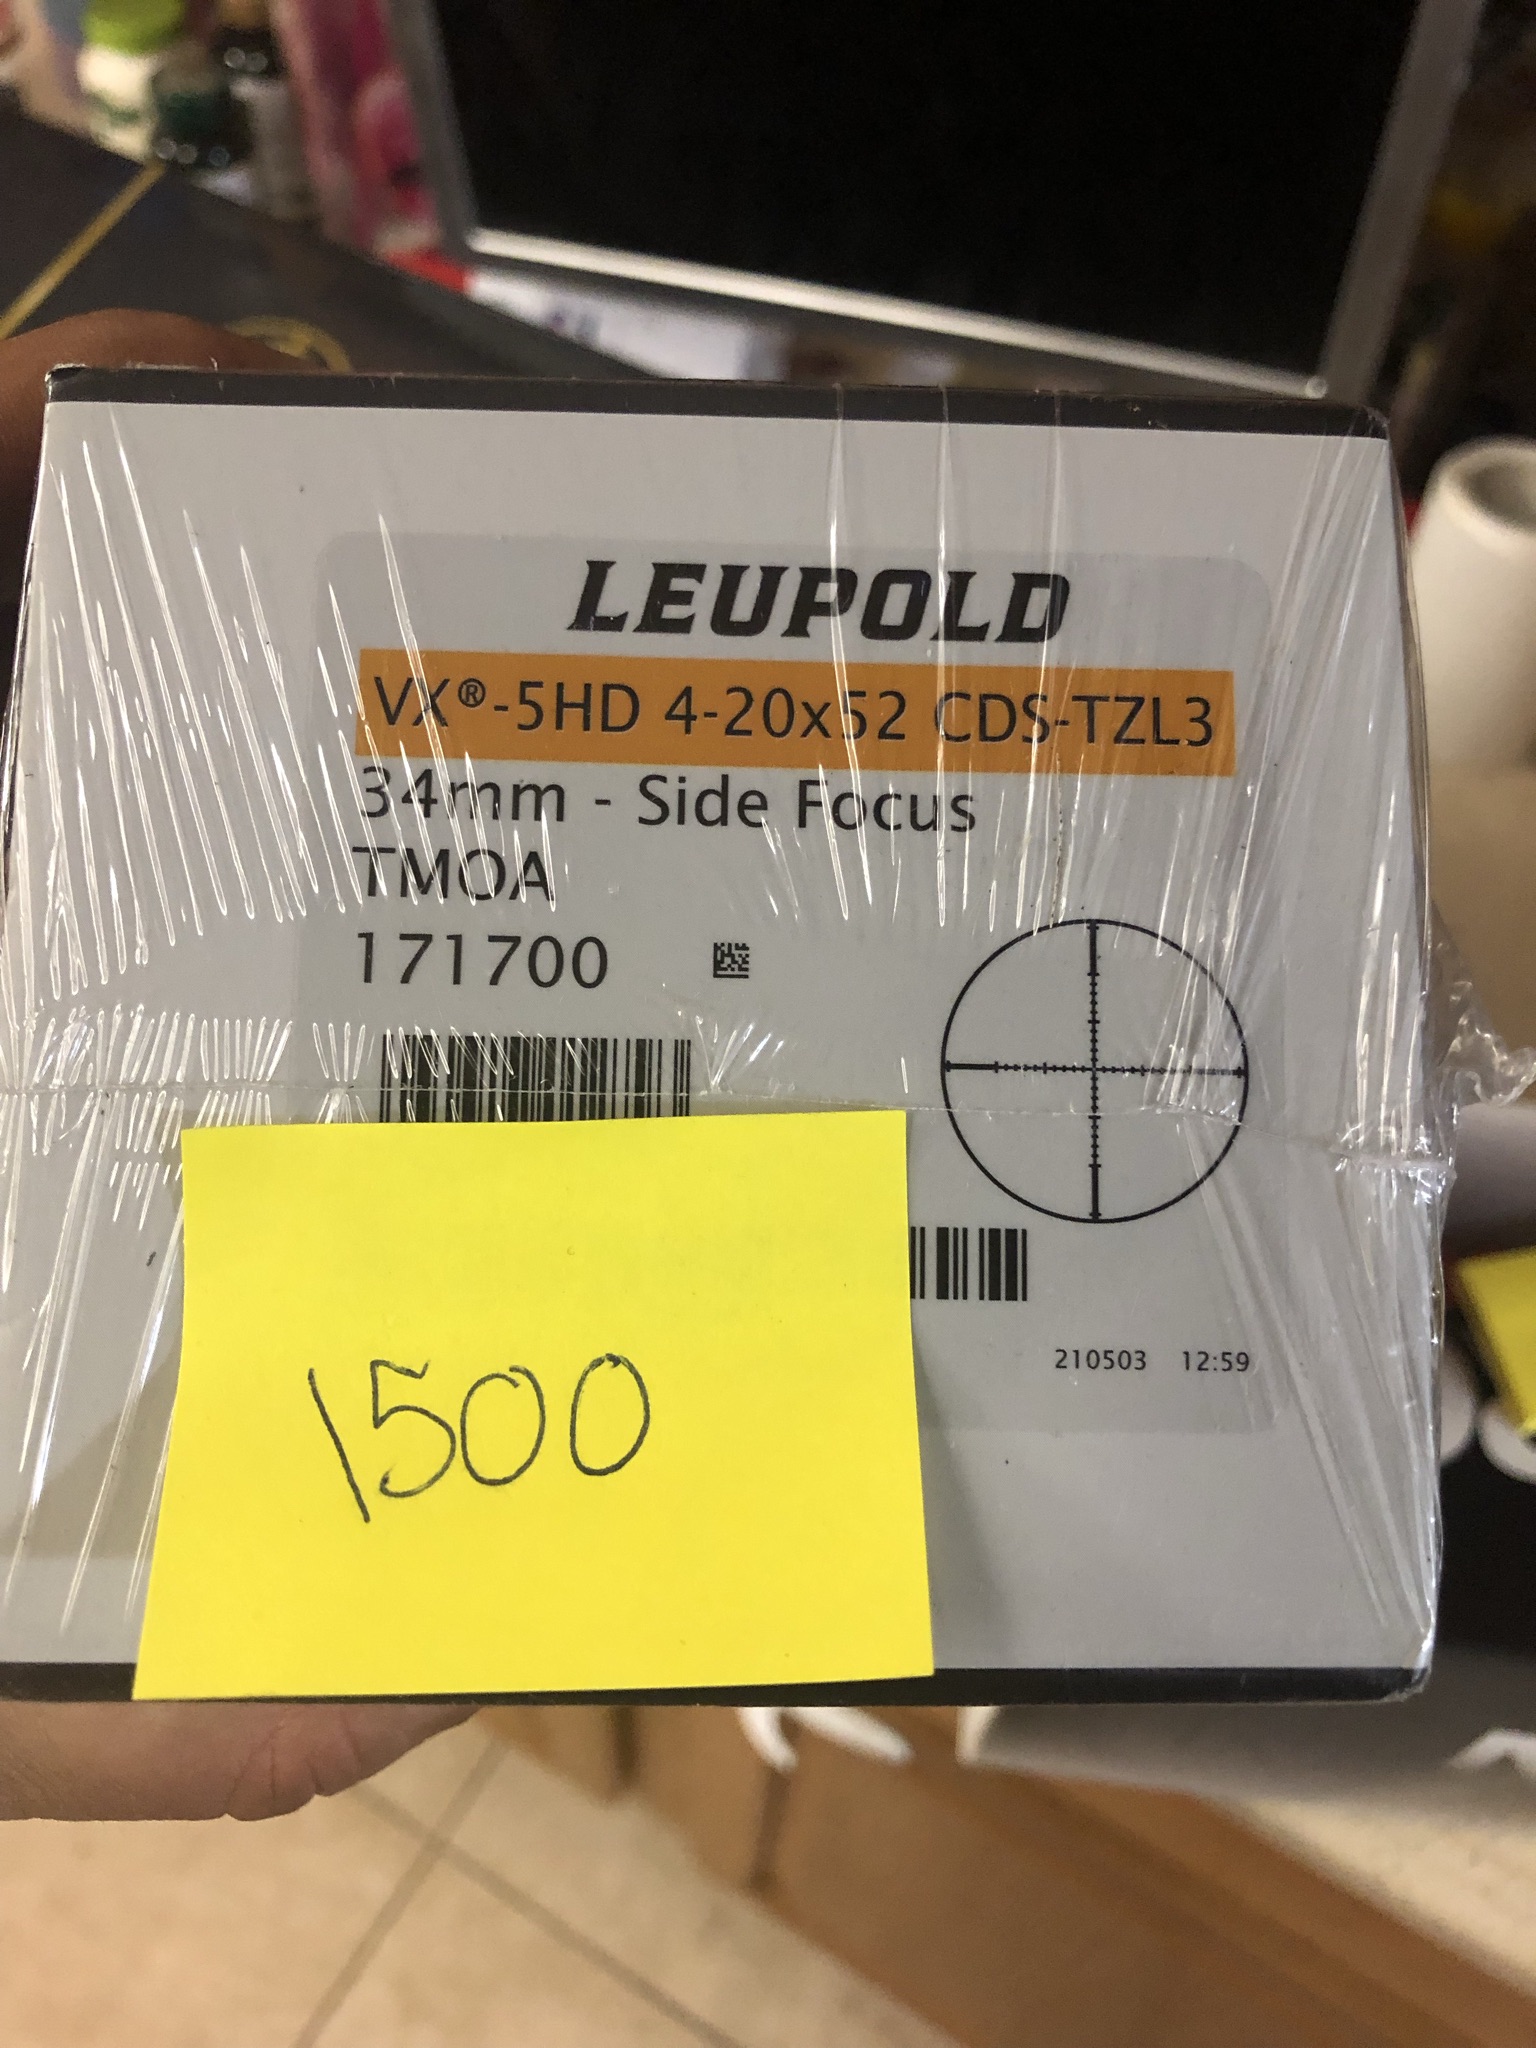 LEUPOLD
VX®-5HD 4-20x52 CDS-TZL3
34mm - Side Focus
TMOA
171700
210503 12:59
1500